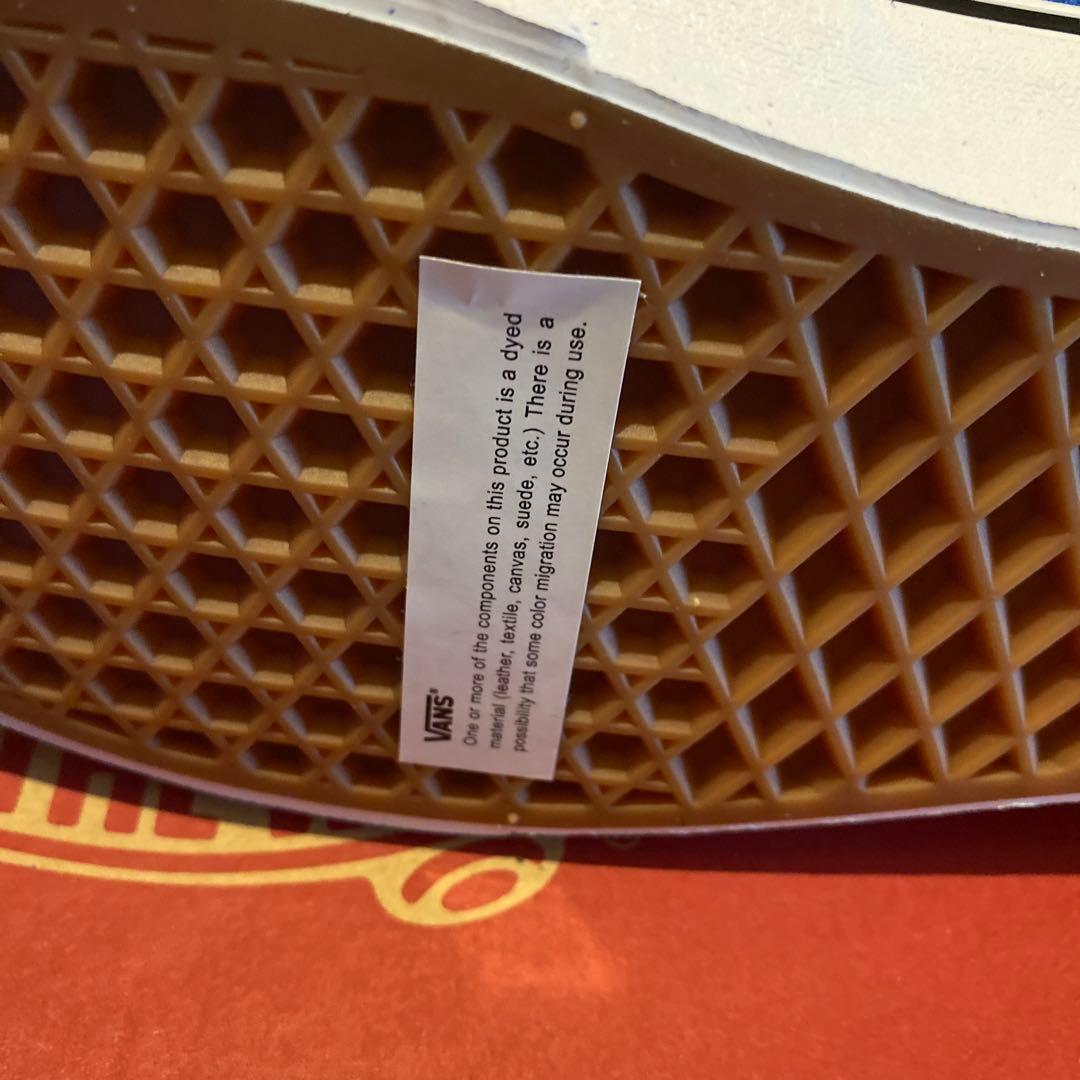 VANS
One or more of the components on this product is a dyed
material (leather, textile, canvas, suede, etc.) There is a
possibility that some color migration may occur during use.